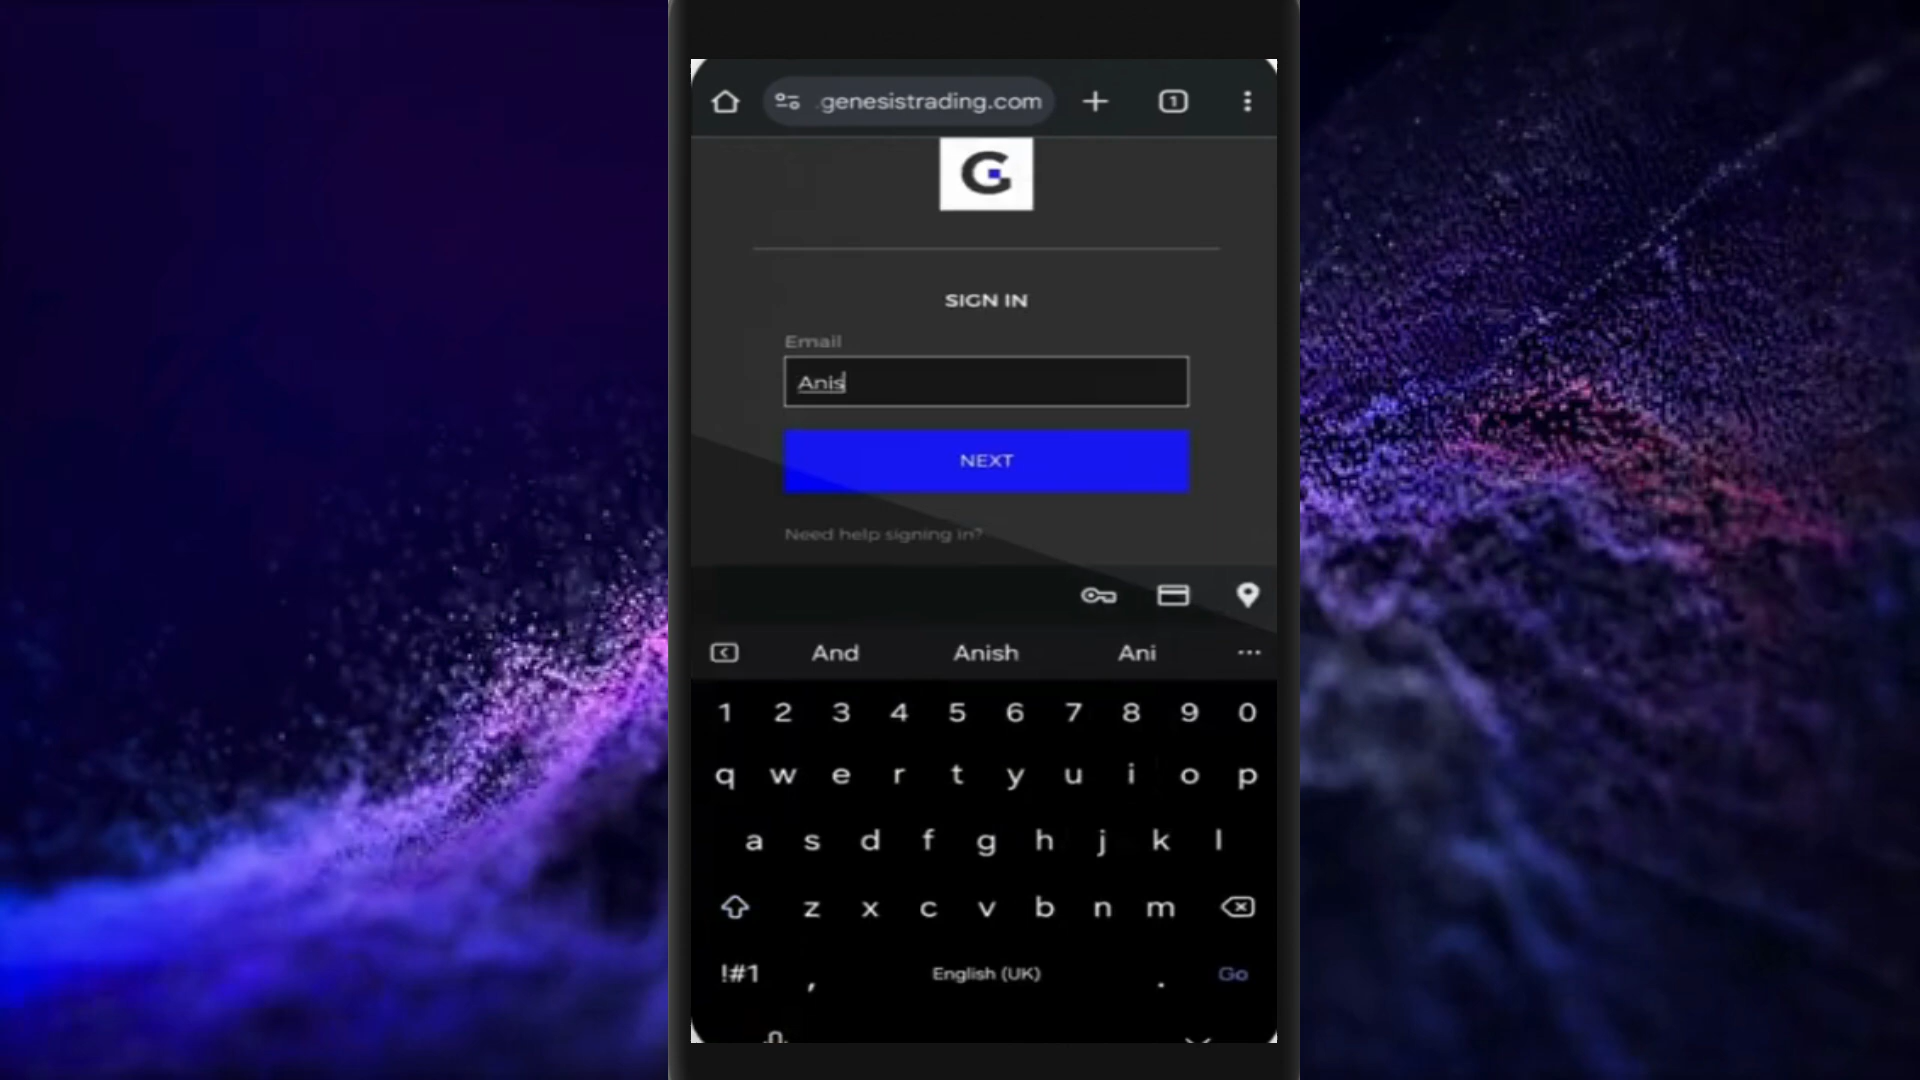 .genesistrading.com
1
G
SIGN IN
Email
Anis
NEXT
Need help signing in?
And Anish Ani ...
1 2 3 4 5 6 7 8 9 0
q w e r t y u i o p
a s d f g h j k l
z x c v b n m
!#1 , English (UK) . Go